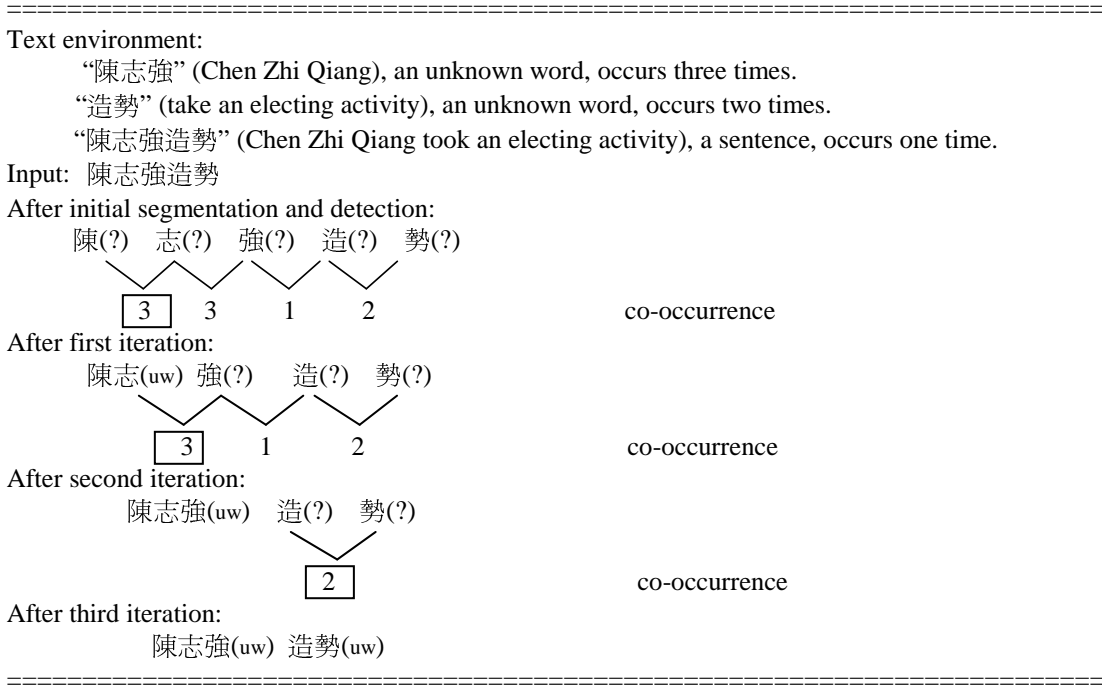 ========================================================================
Text environment:
“陳志強” (Chen Zhi Qiang), an unknown word, occurs three times.
“造勢” (take an electing activity), an unknown word, occurs two times.
“陳志強造勢” (Chen Zhi Qiang took an electing activity), a sentence, occurs one time.
Input: 陳志強造勢
After initial segmentation and detection:
陳(?) 志(?) 強(?) 造(?) 勢(?)
3 3 1 2 co-occurrence
After first iteration:
陳志(uw) 強(?) 造(?) 勢(?)
3 1 2 co-occurrence
After second iteration:
陳志強(uw) 造(?) 勢(?)
2 co-occurrence
After third iteration:
陳志強(uw) 造勢(uw)
========================================================================